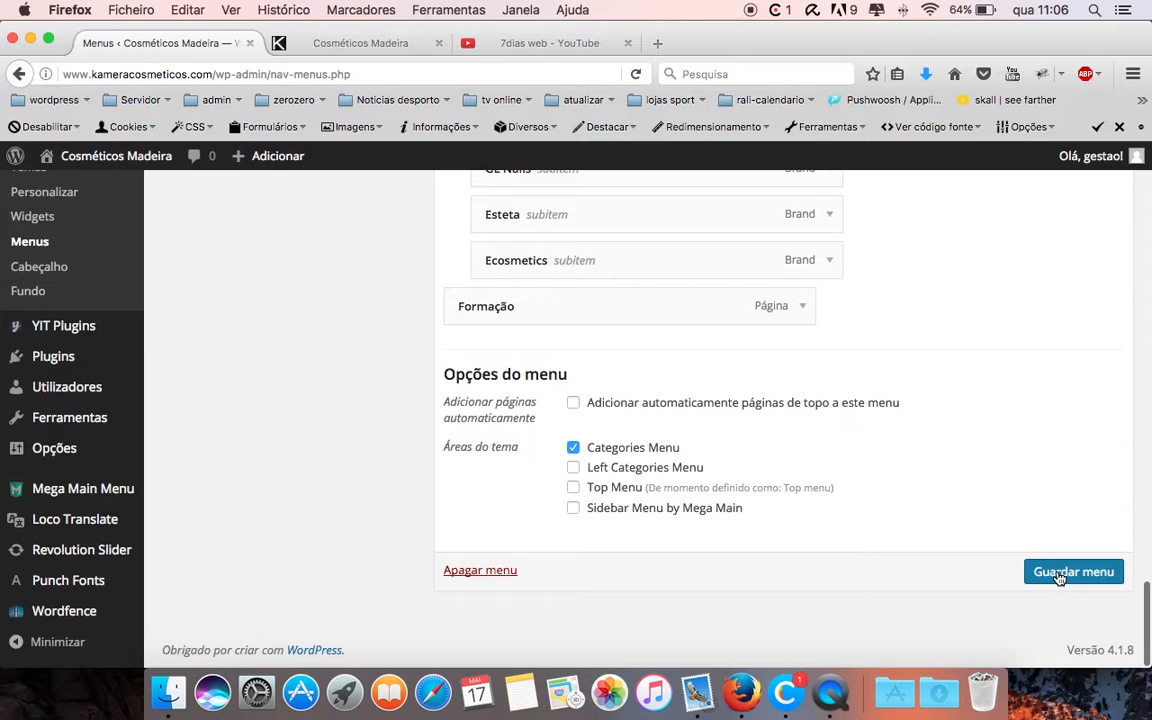 Firefox Ficheiro Editar Ver Histórico Marcadores Ferramentas Janela Ajuda 1 9 64% qua 11:06
Menus ‹ Cosméticos Madeira — Cosméticos Madeira 7dias web - YouTube
www.kameracosmeticos.com/wp-admin/nav-menus.php Pesquisa
wordpress Servidor admin zerozero Noticias desporto tv online atualizar lojas sport rali-calendario Pushwoosh / Appli... skall | see farther
Desabilitar Cookies CSS Formulários Imagens Informações Diversos Destacar Redimensionamento Ferramentas Ver código fonte Opções
Cosméticos Madeira 0 Adicionar Olá, gestao!
Personalizar
Widgets
Menus
Cabeçalho
Fundo
YIT Plugins
Plugins
Utilizadores
Ferramentas
Opções
Mega Main Menu
Loco Translate
Revolution Slider
Punch Fonts
Wordfence
Minimizar
subitem
Esteta subitem Brand
Ecosmetics subitem Brand
Formação Página
Opções do menu
Adicionar páginas automaticamente
Adicionar automaticamente páginas de topo a este menu
Áreas do tema
Categories Menu
Left Categories Menu
Top Menu (De momento definido como: Top menu)
Sidebar Menu by Mega Main
Apagar menu Guardar menu
Obrigado por criar com WordPress. Versão 4.1.8
MAI
17
1